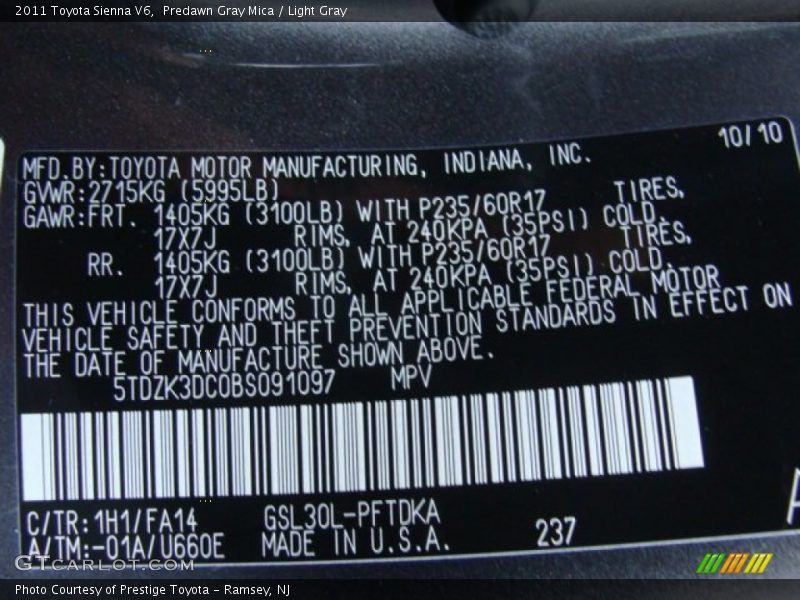 2011 Toyota Sienna V6,  Predawn Gray Mica / Light Gray
10/10
MFD.BY:TOYOTA MOTOR MANUFACTURING, INDIANA, INC.
GVWR:2715KG (5995LB)
GAWR:FRT. 1405KG (3100LB) WITH P235/60R17 TIRES,
17X7J RIMS, AT 240KPA (35PSI) COLD.
RR. 1405KG (3100LB) WITH P235/60R17 TIRES,
17X7J RIMS, AT 240KPA (35PSI) COLD.
THIS VEHICLE CONFORMS TO ALL APPLICABLE FEDERAL MOTOR
VEHICLE SAFETY AND THEFT PREVENTION STANDARDS IN EFFECT ON
THE DATE OF MANUFACTURE SHOWN ABOVE.
5TDZK3DC0BS091097 MPV
C/TR:1H1/FA14 GSL30L-PFTDKA
A/TM:-01A/U660E MADE IN U.S.A. 237
A
GTCARLOT.COM
Photo Courtesy of Prestige Toyota - Ramsey, NJ